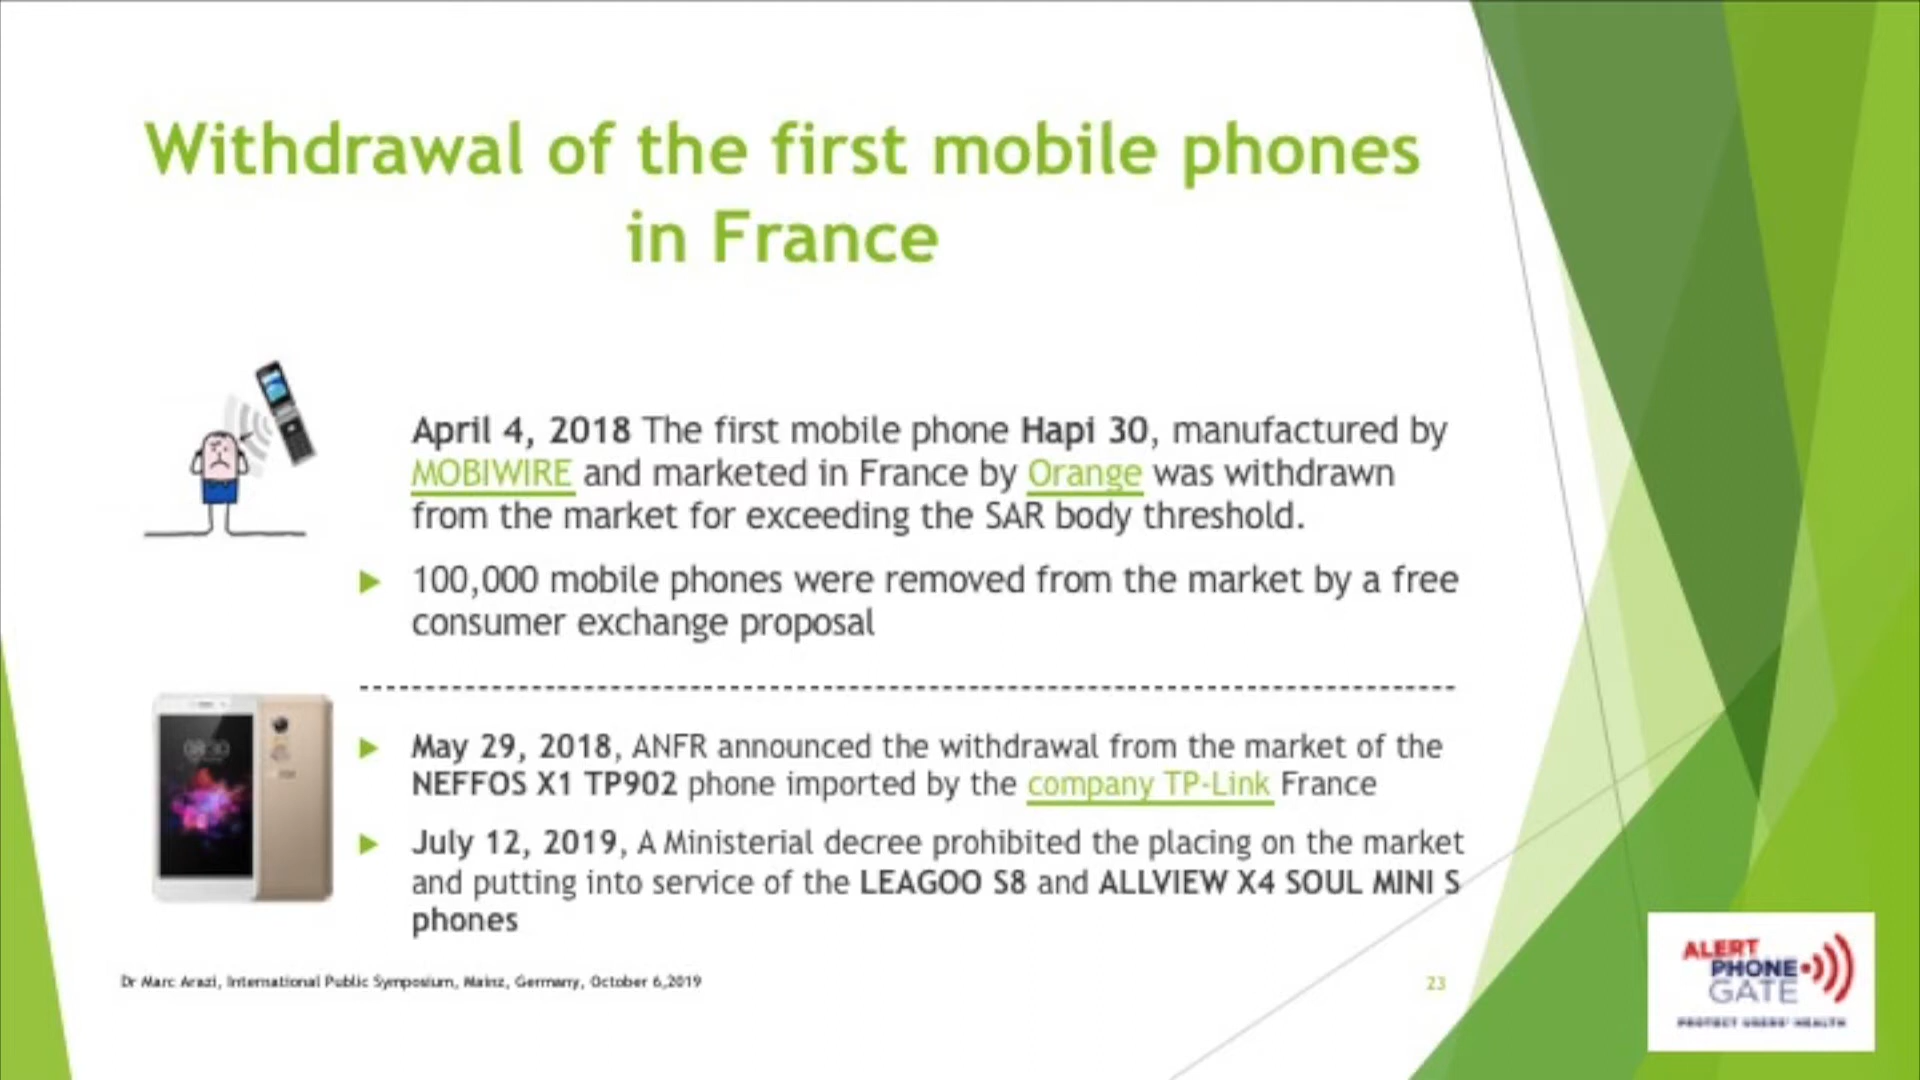 Withdrawal of the first mobile phones
in France
April 4, 2018 The first mobile phone Hapi 30, manufactured by
MOBIWIRE and marketed in France by Orange was withdrawn
from the market for exceeding the SAR body threshold.
100,000 mobile phones were removed from the market by a free
consumer exchange proposal
--------------------------------------------------------------------------------
08:30
May 29, 2018, ANFR announced the withdrawal from the market of the
NEFFOS X1 TP902 phone imported by the company TP-Link France
July 12, 2019, A Ministerial decree prohibited the placing on the market
and putting into service of the LEAGOO S8 and ALLVIEW X4 SOUL MINI S
phones
Dr Marc Arazi, International Public Symposium, Mainz, Germany, October 6,2019
23
ALERT
PHONE
GATE
PROTECT USERS' HEALTH